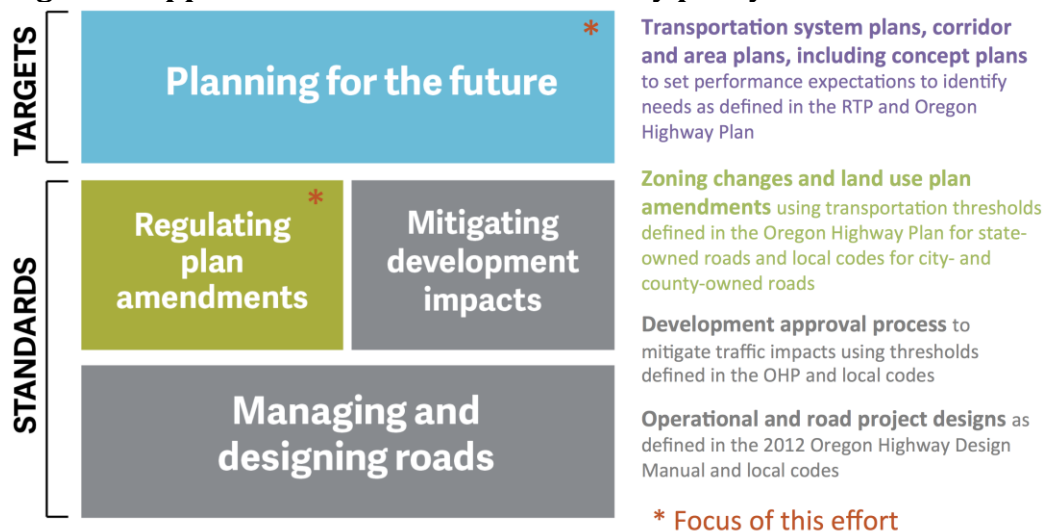 TARGETS
*
Planning for the future
Transportation system plans, corridor
and area plans, including concept plans
to set performance expectations to identify
needs as defined in the RTP and Oregon
Highway Plan
STANDARDS
*
Regulating
plan
amendments
Mitigating
development
impacts
Zoning changes and land use plan
amendments using transportation thresholds
defined in the Oregon Highway Plan for state-
owned roads and local codes for city- and
county-owned roads
Development approval process to
mitigate traffic impacts using thresholds
defined in the OHP and local codes
Managing and
designing roads
Operational and road project designs as
defined in the 2012 Oregon Highway Design
Manual and local codes
* Focus of this effort